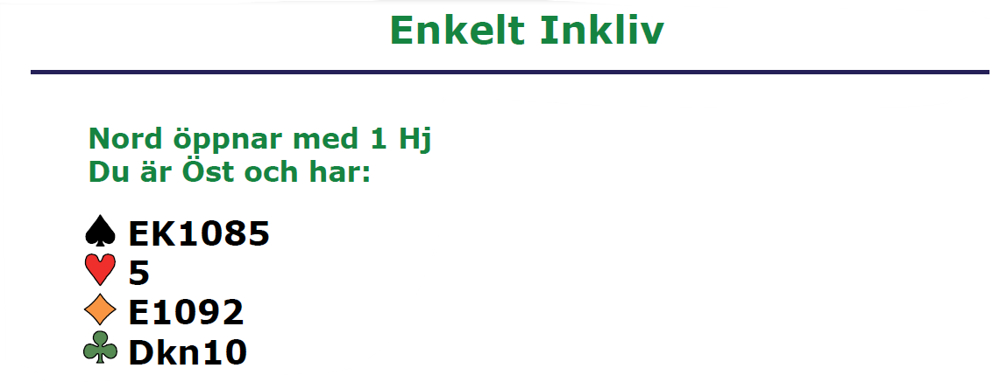 Enkelt Inkliv
Nord öppnar med 1 Hj
Du är Öst och har:
EK1085
5
E1092
Dkn10